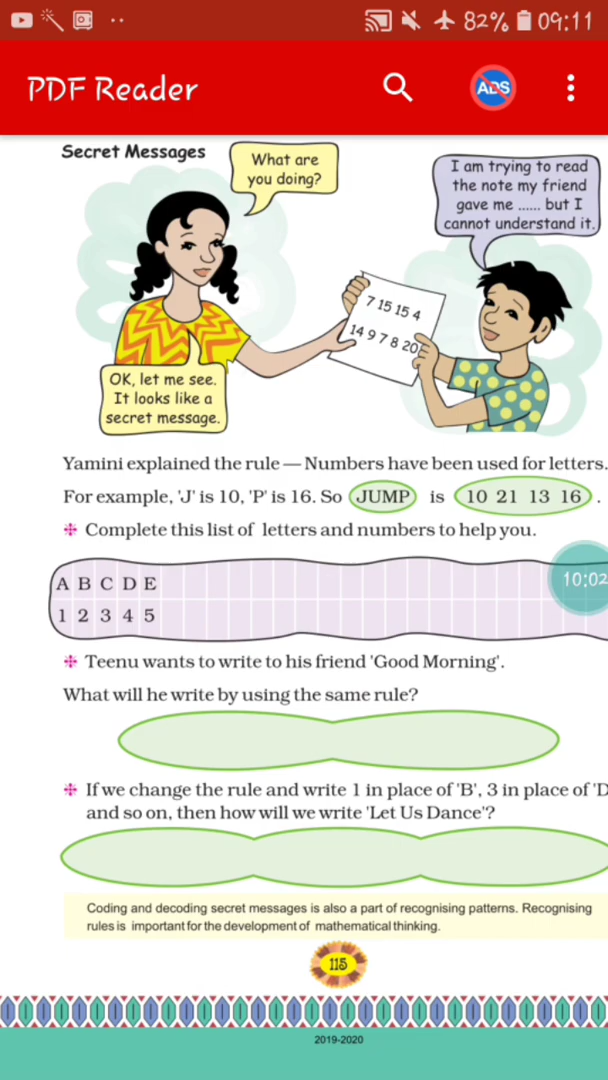 82% 09:11
PDF Reader
ADS
Secret Messages
What are
you doing?
I am trying to read
the note my friend
gave me ...... but I
cannot understand it.
7 15 15 4
14 9 7 8 20
OK, let me see.
It looks like a
secret message.
Yamini explained the rule — Numbers have been used for letters.
For example, 'J' is 10, 'P' is 16. So JUMP is 10 21 13 16 .
Complete this list of letters and numbers to help you.
10:02
A B C D E
1 2 3 4 5
Teenu wants to write to his friend 'Good Morning'.
What will he write by using the same rule?
If we change the rule and write 1 in place of 'B', 3 in place of 'D
and so on, then how will we write 'Let Us Dance'?
Coding and decoding secret messages is also a part of recognising patterns. Recognising
rules is important for the development of mathematical thinking.
115
2019-2020